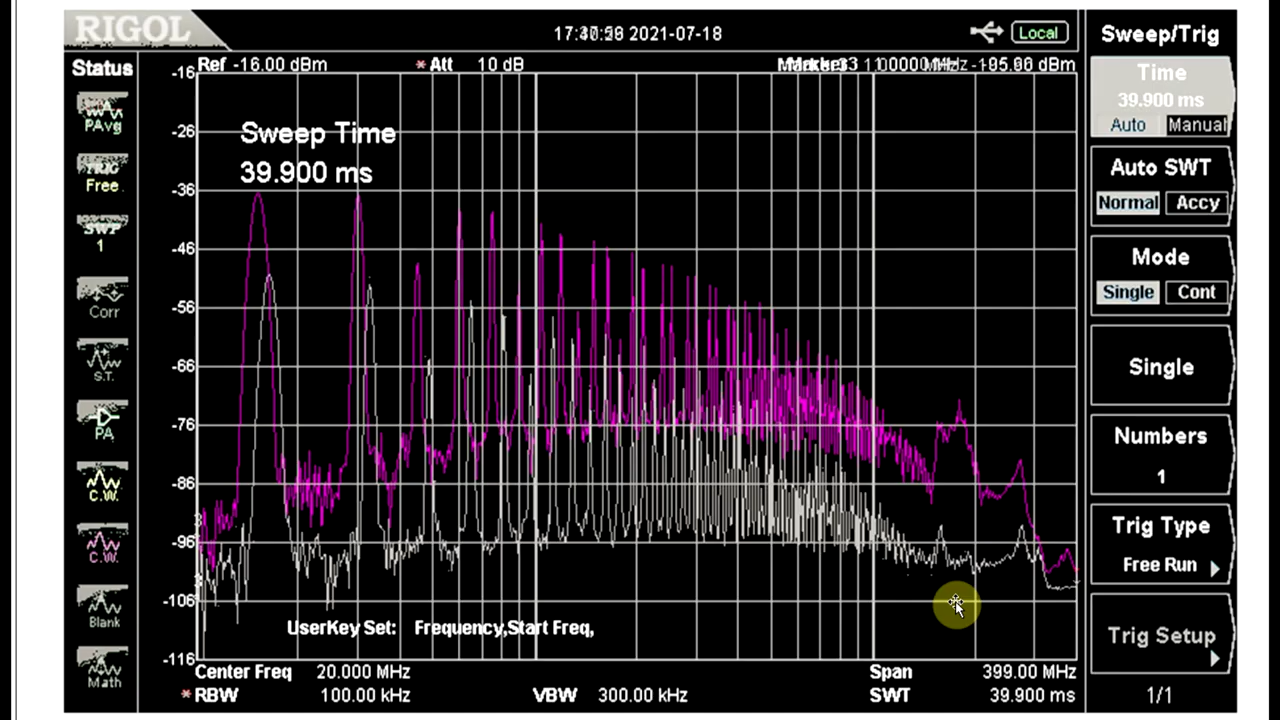 RIGOL
2021-07-18
Local
Sweep/Trig
Status
Ref -16.00 dBm
* Att 10 dB
Time
39.900 ms
Auto Manual
PAvg
TRIG
Free
SWP
1
Corr
S.T.
PA
C.W.
C.W.
Blank
Math
-16
-26
-36
-46
-56
-66
-76
-86
-96
-106
-116
Sweep Time
39.900 ms
UserKey Set: Frequency,Start Freq,
Auto SWT
Normal Accy
Mode
Single Cont
Single
Numbers
1
Trig Type
Free Run
Trig Setup
1/1
Center Freq 20.000 MHz
Span 399.00 MHz
*RBW 100.00 kHz
VBW 300.00 kHz
SWT 39.900 ms